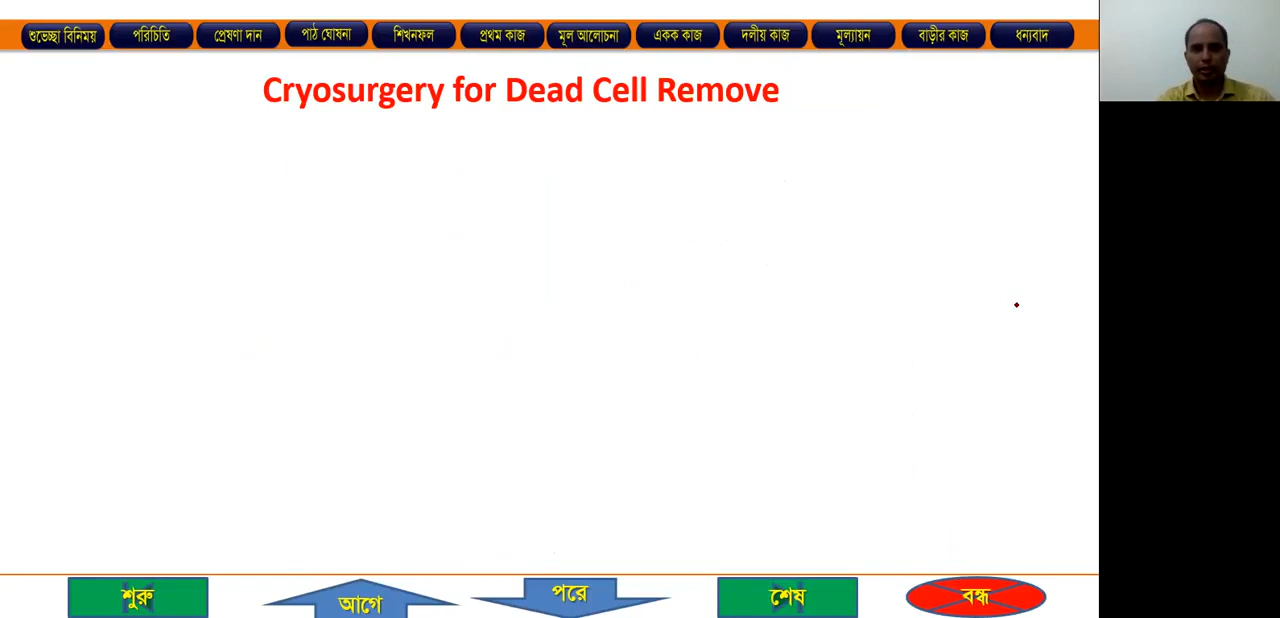 শুভেচ্ছা বিনিময় পরিচিতি প্রেষণা দান পাঠ ঘোষনা শিখনফল প্রথম কাজ মূল আলোচনা একক কাজ দলীয় কাজ মূল্যায়ন বাড়ীর কাজ ধন্যবাদ
Cryosurgery for Dead Cell Remove
শুরু আগে পরে শেষ বন্ধ